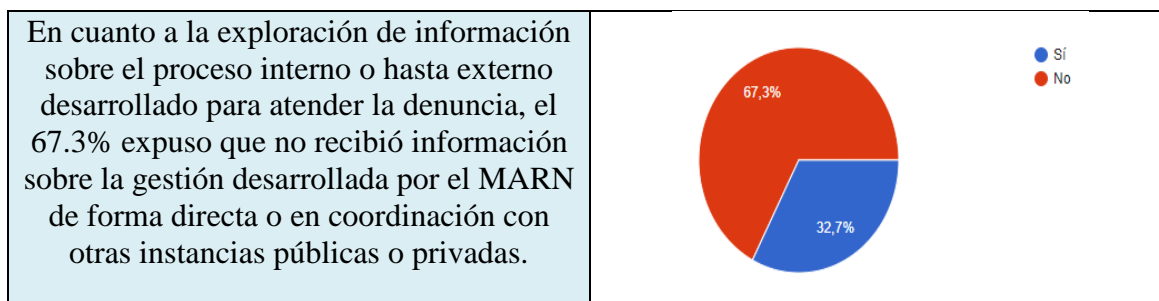 En cuanto a la exploración de información
sobre el proceso interno o hasta externo
desarrollado para atender la denuncia, el
67.3% expuso que no recibió información
sobre la gestión desarrollada por el MARN
de forma directa o en coordinación con
otras instancias públicas o privadas.
67,3%
32,7%
Sí
No